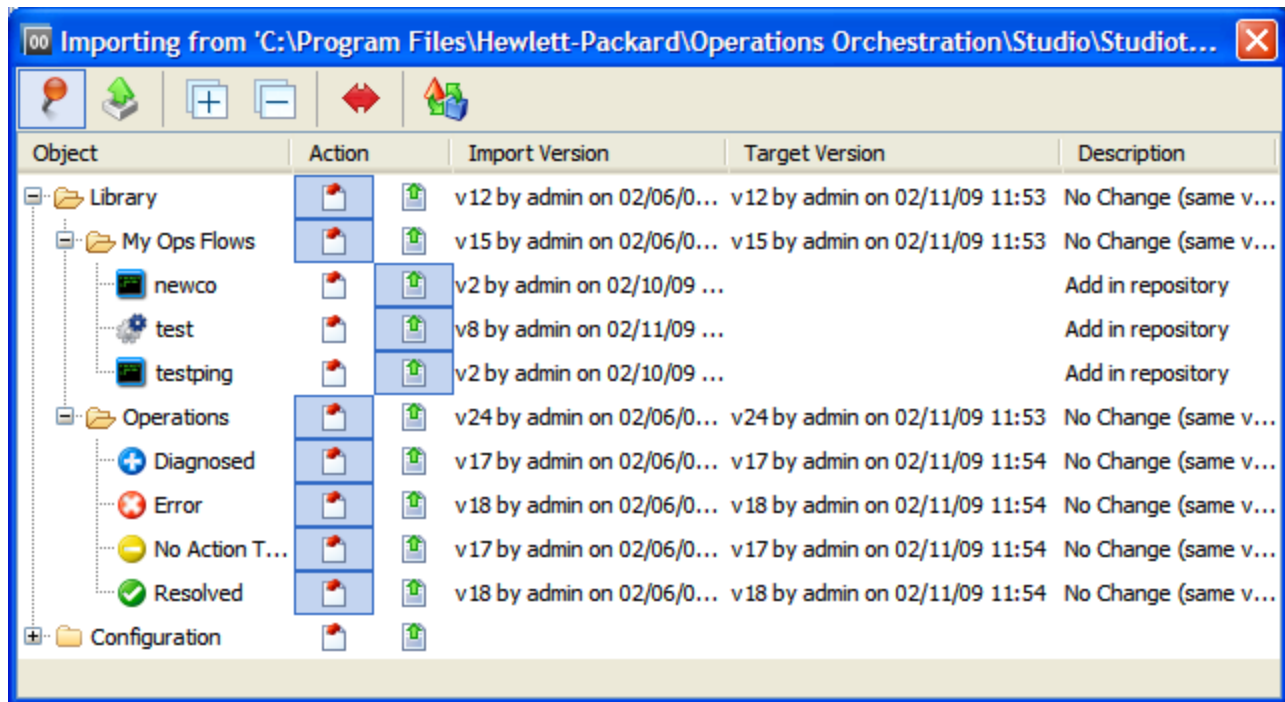 Importing from 'C:\Program Files\Hewlett-Packard\Operations Orchestration\Studio\Studiot...
Object Action Import Version Target Version Description
Library v12 by admin on 02/06/0... v12 by admin on 02/11/09 11:53 No Change (same v...
My Ops Flows v15 by admin on 02/06/0... v15 by admin on 02/11/09 11:53 No Change (same v...
newco v2 by admin on 02/10/09 ... Add in repository
test v8 by admin on 02/11/09 ... Add in repository
testping v2 by admin on 02/10/09 ... Add in repository
Operations v24 by admin on 02/06/0... v24 by admin on 02/11/09 11:53 No Change (same v...
Diagnosed v17 by admin on 02/06/0... v17 by admin on 02/11/09 11:54 No Change (same v...
Error v18 by admin on 02/06/0... v18 by admin on 02/11/09 11:54 No Change (same v...
No Action T... v17 by admin on 02/06/0... v17 by admin on 02/11/09 11:54 No Change (same v...
Resolved v18 by admin on 02/06/0... v18 by admin on 02/11/09 11:54 No Change (same v...
Configuration